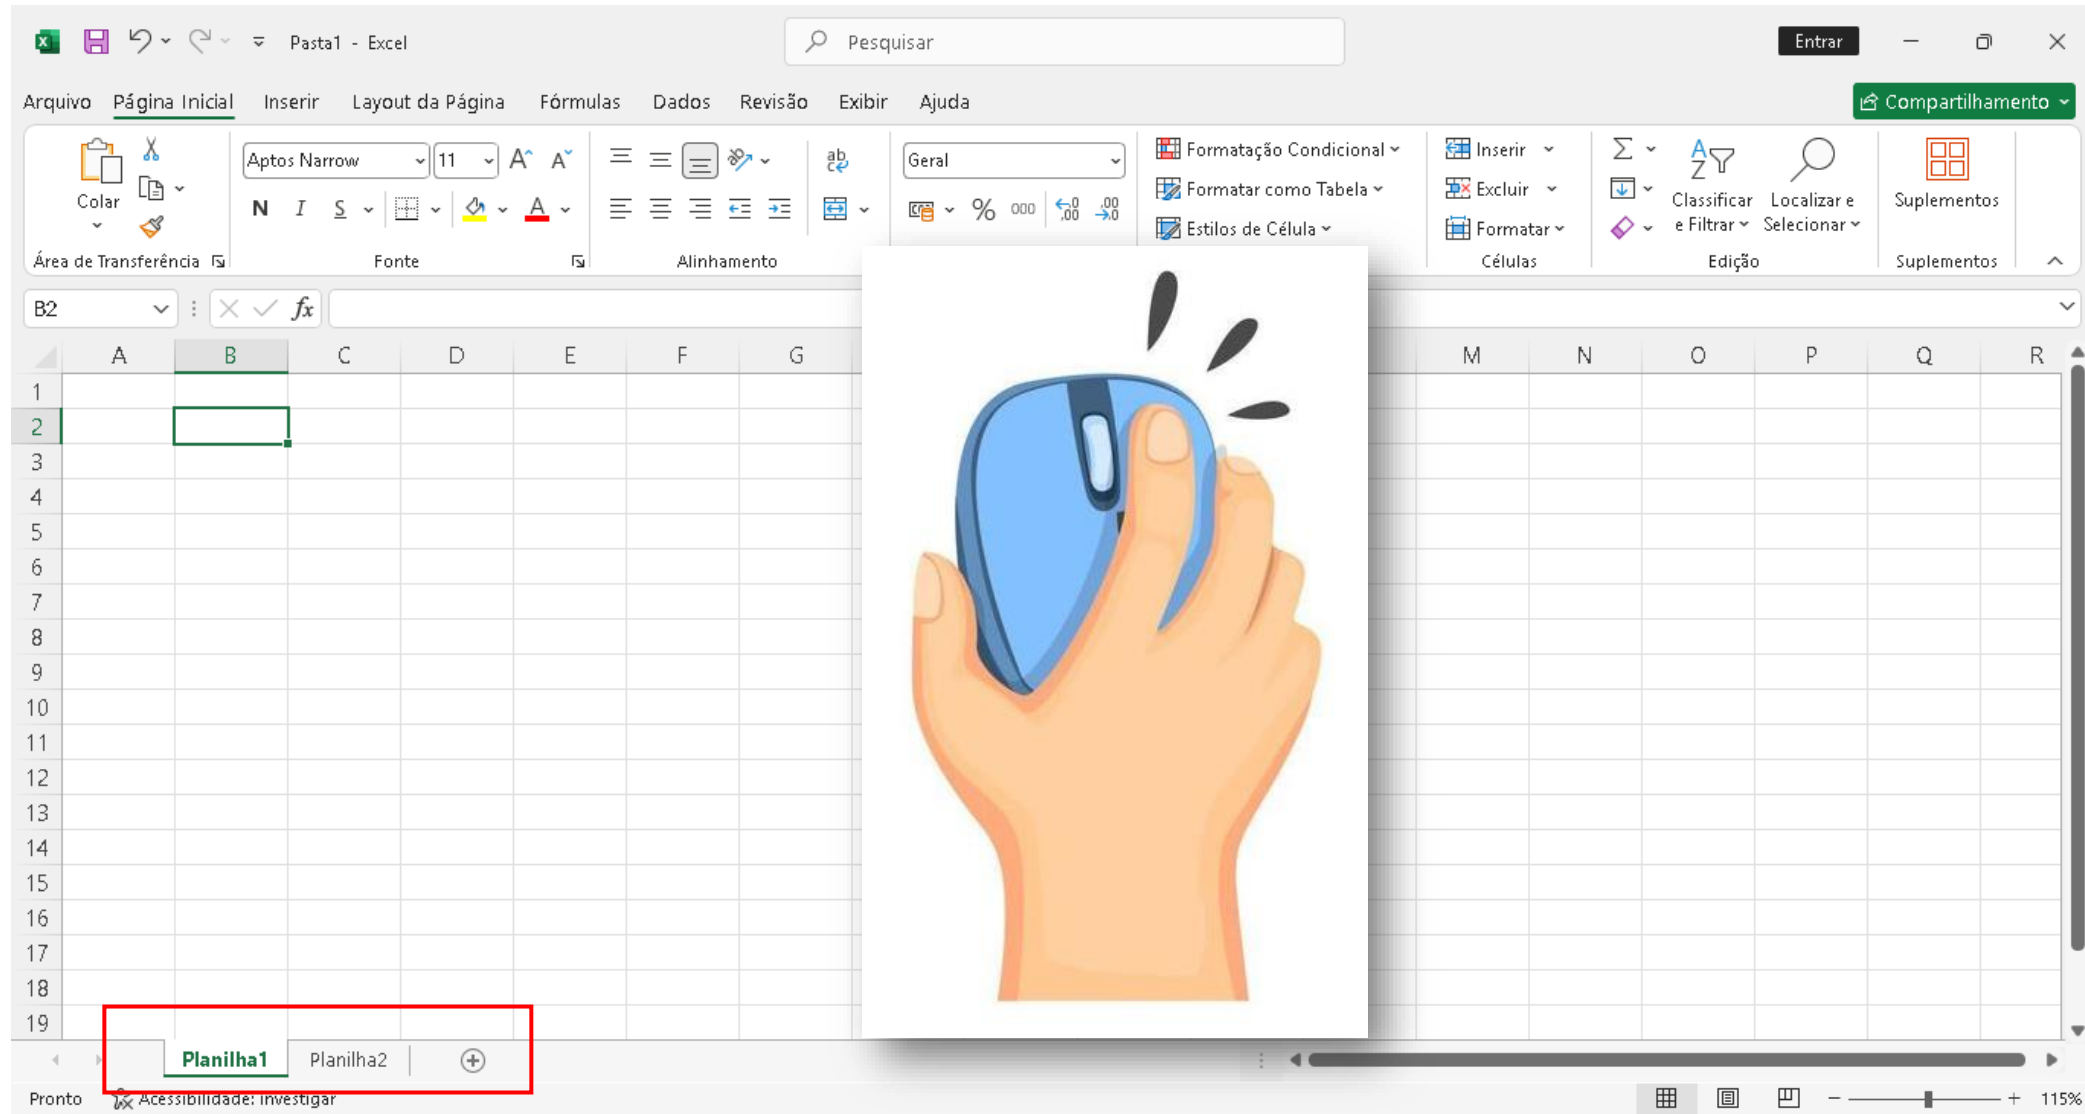 Pasta1 - Excel
Pesquisar
Entrar
Arquivo Página Inicial Inserir Layout da Página Fórmulas Dados Revisão Exibir Ajuda
Compartilhamento
Colar
Aptos Narrow 11 A A
ab
Geral
Formatação Condicional
Inserir
Σ
A
Z
N I S A
% 000 ,00
Formatar como Tabela
Excluir
Classificar
e Filtrar
Localizar e
Selecionar
Suplementos
Estilos de Célula
Formatar
Área de Transferência Fonte Alinhamento Células Edição Suplementos
B2 fx
A B C D E F G M N O P Q R
1
2
3
4
5
6
7
8
9
10
11
12
13
14
15
16
17
18
19
Planilha1 Planilha2
Pronto Acessibilidade: investigar 115%